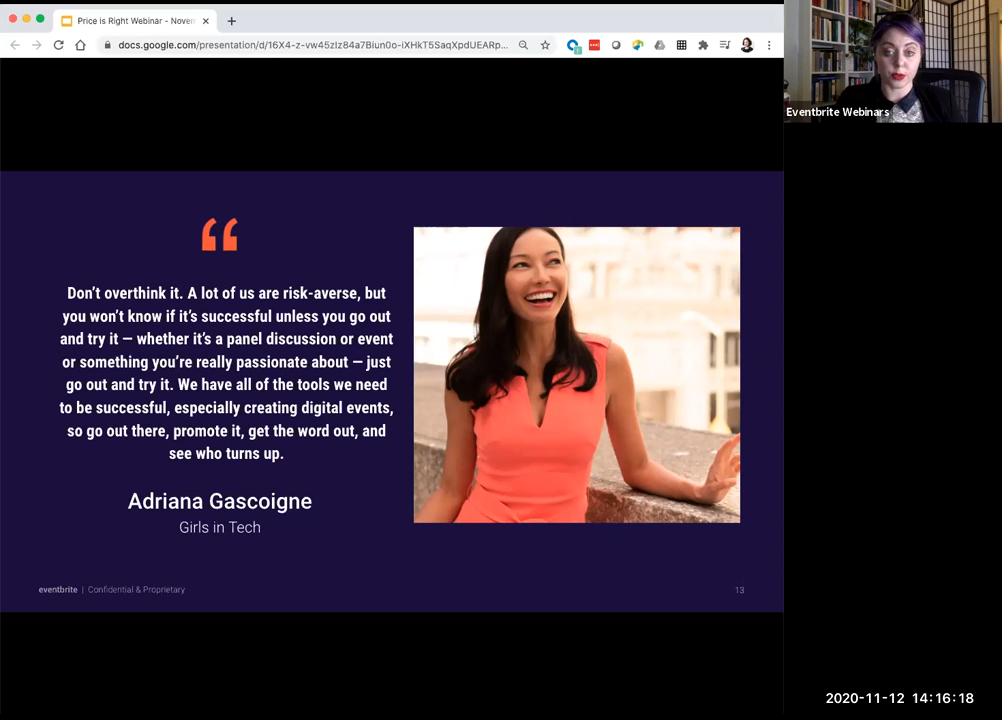 Price is Right Webinar - Novem
docs.google.com/presentation/d/16X4-z-vw45zIz84a7Biun0o-iXHkT5SaqXpdUEARp...
Eventbrite Webinars
Don’t overthink it. A lot of us are risk-averse, but
you won’t know if it’s successful unless you go out
and try it — whether it’s a panel discussion or event
or something you’re really passionate about — just
go out and try it. We have all of the tools we need
to be successful, especially creating digital events,
so go out there, promote it, get the word out, and
see who turns up.
Adriana Gascoigne
Girls in Tech
eventbrite | Confidential & Proprietary
13
2020-11-12 14:16:18